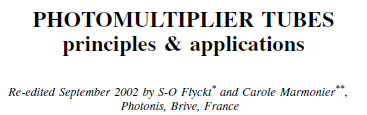 PHOTOMULTIPLIER TUBES
principles & applications
Re-edited September 2002 by S-O Flyckt* and Carole Marmonier**,
Photonis, Brive, France